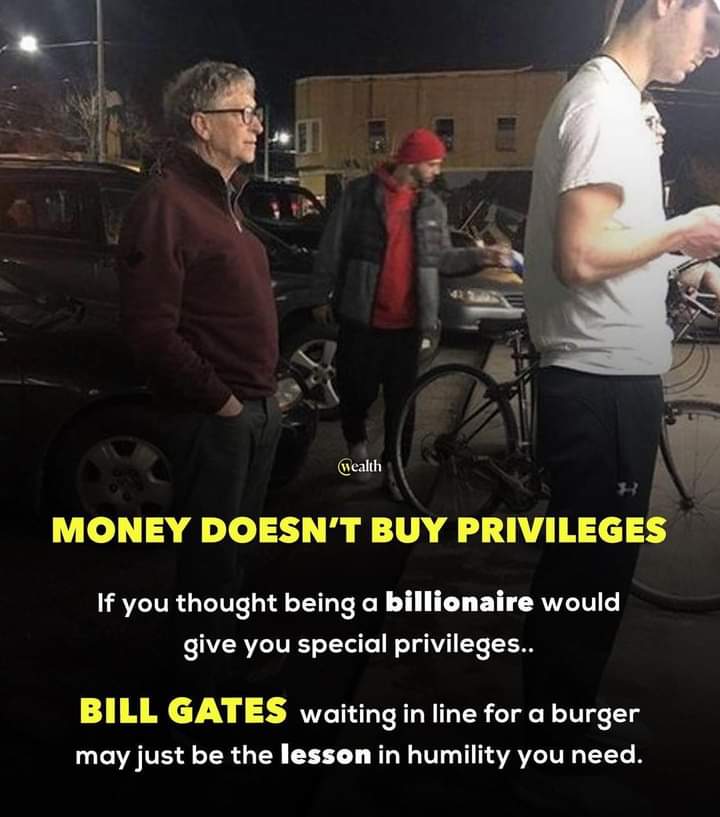 wealth
MONEY DOESN'T BUY PRIVILEGES
If you thought being a billionaire would
give you special privileges..
BILL GATES waiting in line for a burger
may just be the lesson in humility you need.